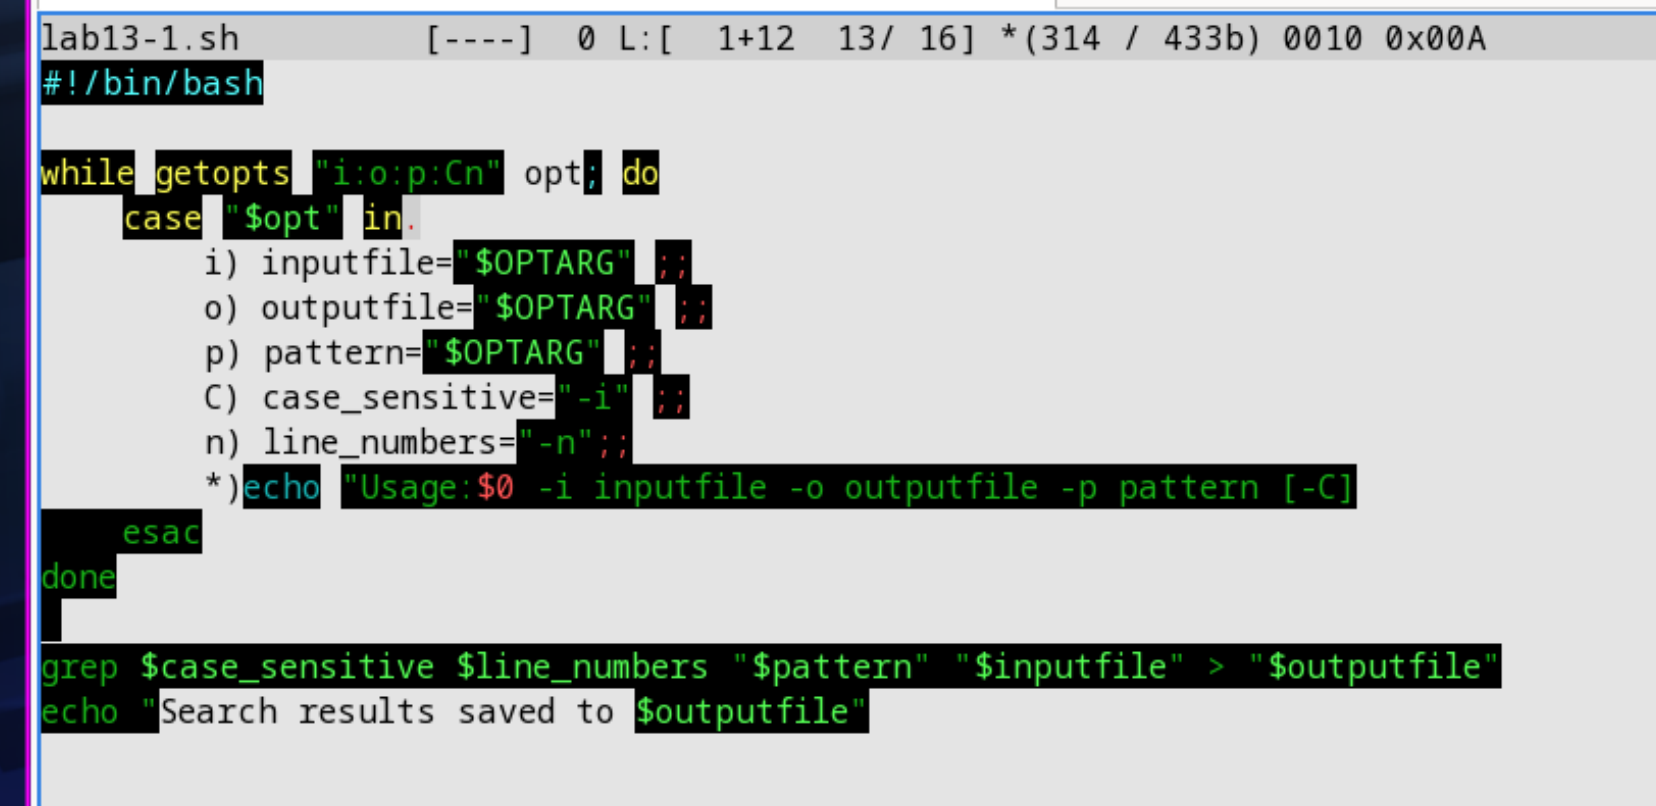 lab13-1.sh         [----]  0 L:[  1+12  13/ 16] *(314 / 433b) 0010 0x00A
#!/bin/bash
while getopts "i:o:p:Cn" opt; do
    case "$opt" in.
        i) inputfile="$OPTARG" ;;
        o) outputfile="$OPTARG" ;;
        p) pattern="$OPTARG" ;;
        C) case_sensitive="-i" ;;
        n) line_numbers="-n";;
        *)echo "Usage:$0 -i inputfile -o outputfile -p pattern [-C]
    esac
done
grep $case_sensitive $line_numbers "$pattern" "$inputfile" > "$outputfile"
echo "Search results saved to $outputfile"